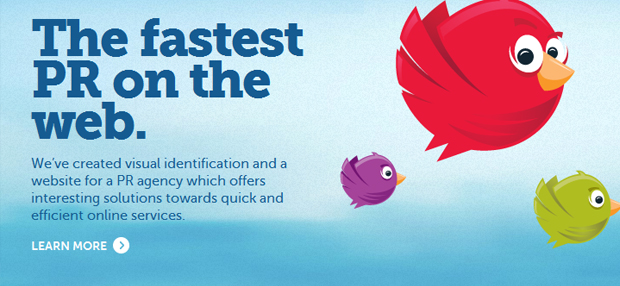 The fastest
PR on the
web.
We've created visual identification and a
website for a PR agency which offers
interesting solutions towards quick and
efficient online services.
LEARN MORE